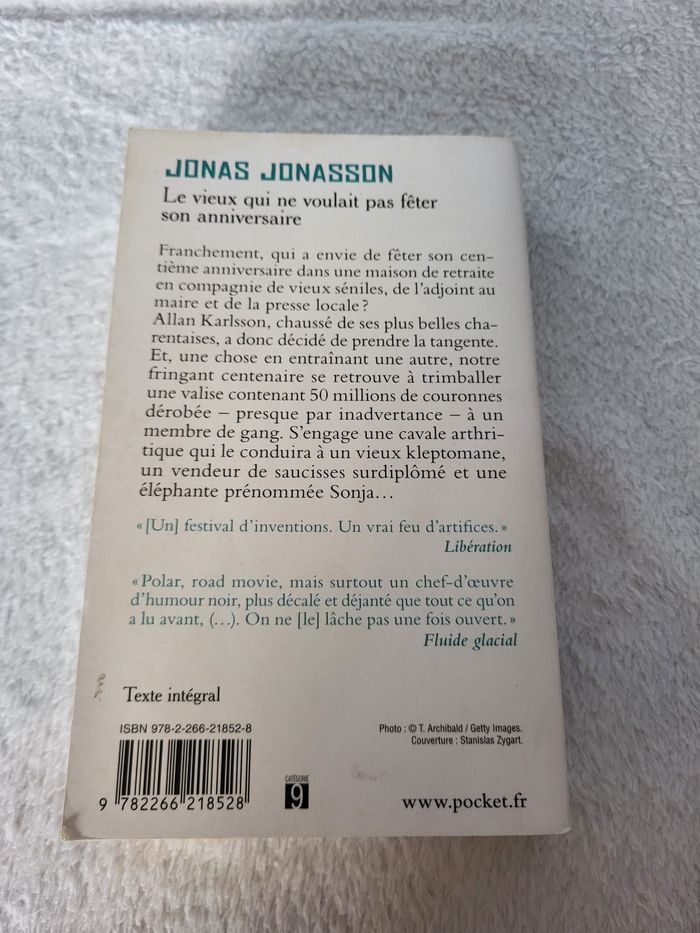 JONAS JONASSON
Le vieux qui ne voulait pas fêter
son anniversaire
Franchement, qui a envie de fêter son cen-
tième anniversaire dans une maison de retraite
en compagnie de vieux séniles, de l'adjoint au
maire et de la presse locale ?
Allan Karlsson, chaussé de ses plus belles cha-
rentaises, a donc décidé de prendre la tangente.
Et, une chose en entraînant une autre, notre
fringant centenaire se retrouve à trimballer
une valise contenant 50 millions de couronnes
dérobée – presque par inadvertance – à un
membre de gang. S'engage une cavale arthri-
tique qui le conduira à un vieux kleptomane,
un vendeur de saucisses surdiplômé et une
éléphante prénommée Sonja...
« [Un] festival d'inventions. Un vrai feu d'artifices. »
Libération
« Polar, road movie, mais surtout un chef-d'œuvre
d'humour noir, plus décalé et déjanté que tout ce qu'on
a lu avant, (...). On ne [le] lâche pas une fois ouvert. »
Fluide glacial
Texte intégral
ISBN 978-2-266-21852-8
9 782266 218528
CATÉGORIE
9
Photo : © T. Archibald / Getty Images.
Couverture : Stanislas Zygart.
www.pocket.fr